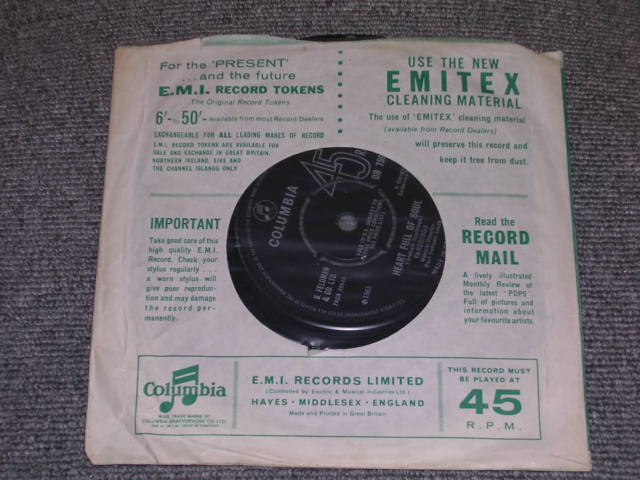 For the 'PRESENT'
...and the future
E.M.I. RECORD TOKENS
The Original Record Tokens
6'- to 50'- available from most Record Dealers
EXCHANGEABLE FOR ALL LEADING MAKES OF RECORD
E.M.I. RECORD TOKENS ARE AVAILABLE FOR
SALE AND EXCHANGE IN GREAT BRITAIN,
NORTHERN IRELAND, EIRE AND
THE CHANNEL ISLANDS ONLY
USE THE NEW
EMITEX
CLEANING MATERIAL
The use of 'EMITEX' cleaning material
(available from Record Dealers)
will preserve this record and
keep it free from dust.
IMPORTANT
Take good care of this
high quality E.M.I.
Record. Check your
stylus regularly ...
a worn stylus will
give poor reproduc-
tion and may damage
the record per-
manently.
COLUMBIA
45
B. FELDMAN
& CO. LTD.
HEART FULL OF SOUL
Read the
RECORD
MAIL
A lively illustrated
Monthly Review of
the latest 'POPS'.
Full of pictures and
information about
your favourite artists.
Columbia
REGD TRADE MARKS OF
COLUMBIA GRAPHOPHONE CO. LTD.
E.M.I. RECORDS LIMITED
(Controlled by Electric & Musical Industries Ltd.)
HAYES · MIDDLESEX · ENGLAND
Made and Printed in Great Britain
THIS RECORD MUST
BE PLAYED AT
45
R.P.M.